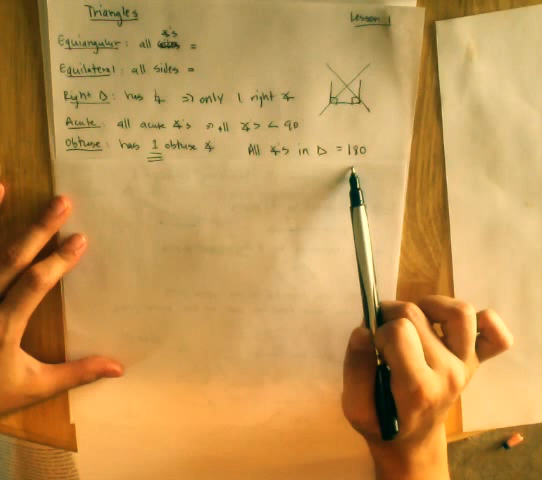 Triangles
Lesson 1
Equiangular: all ∡'s =
Equilateral: all sides =
Right △: has ⇒ only 1 right ∡
Acute: all acute ∡'s ⇒ all ∡'s < 90
Obtuse: has 1 obtuse ∡ All ∡'s in △ = 180